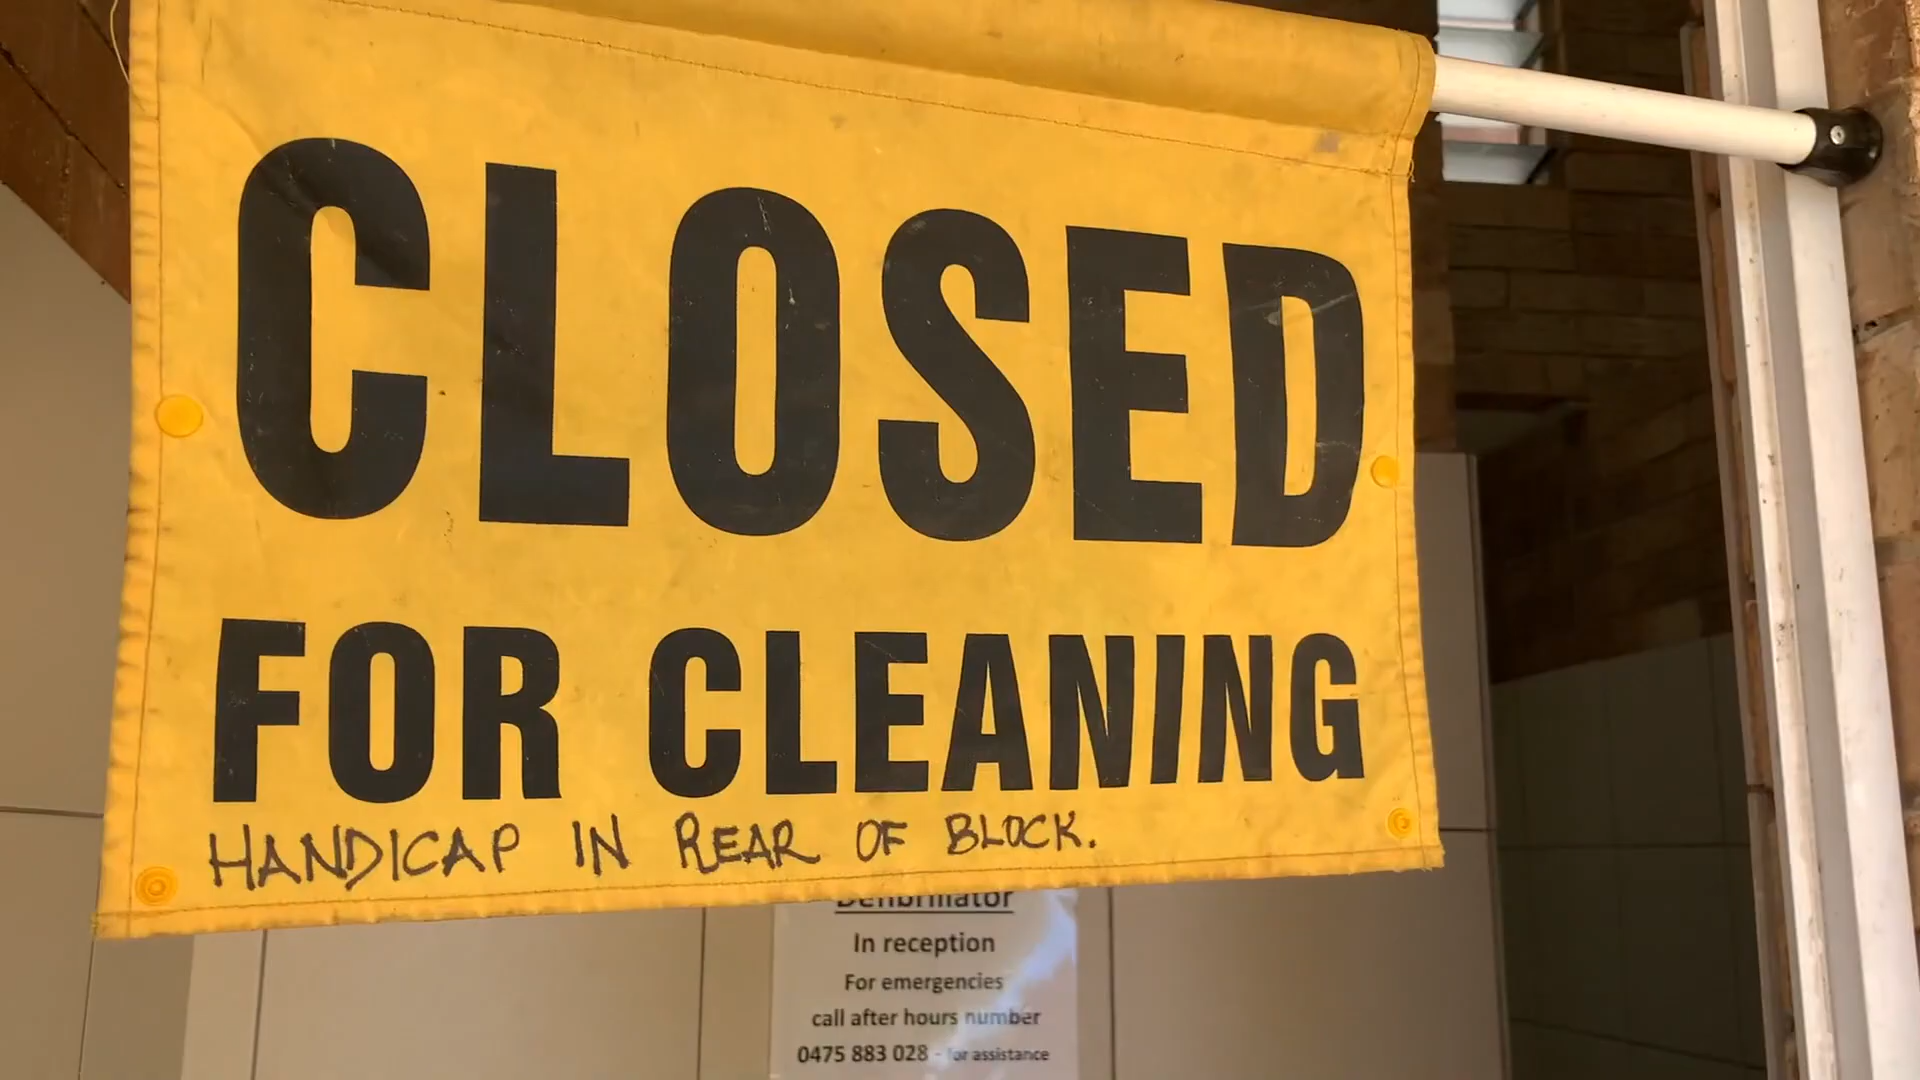 CLOSED
FOR CLEANING
HANDICAP IN REAR OF BLOCK.
Defibrillator
In reception
For emergencies
call after hours number
0475 883 028 - for assistance